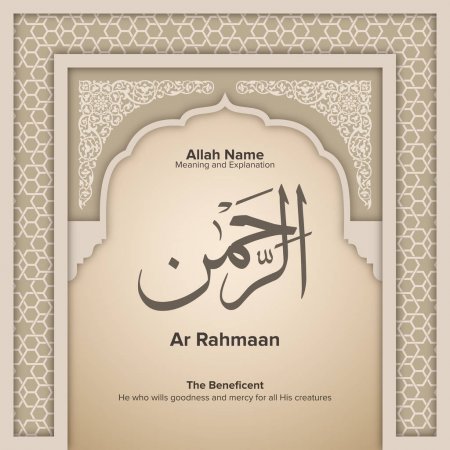 Allah Name
Meaning and Explanation
الرَّحْمن
Ar Rahmaan
The Beneficent
He who wills goodness and mercy for all His creatures